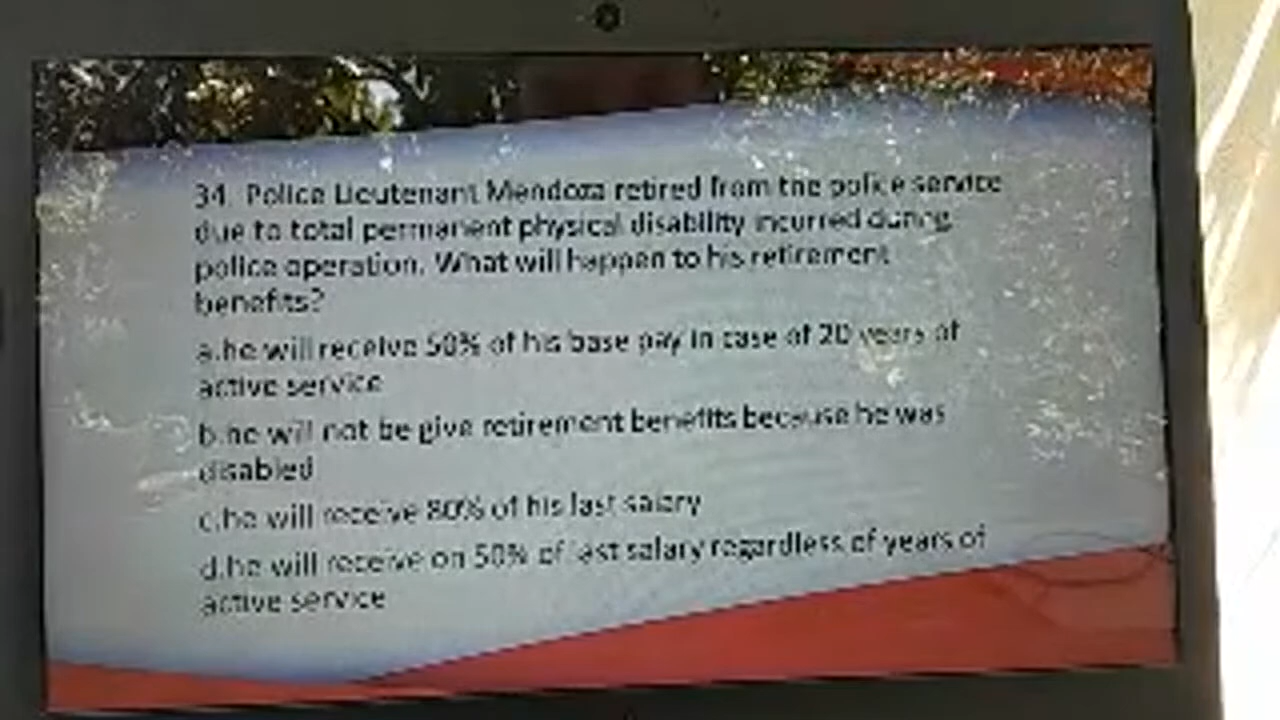 34. Police Lieutenant Mendoza retired from the police service
due to total permanent physical disability incurred during
police operation. What will happen to his retirement
benefits?
a.he will receive 50% of his base pay in case of 20 years of
active service
b.he will not be give retirement benefits because he was
disabled
c.he will receive 80% of his last salary
d.he will receive on 50% of last salary regardless of years of
active service